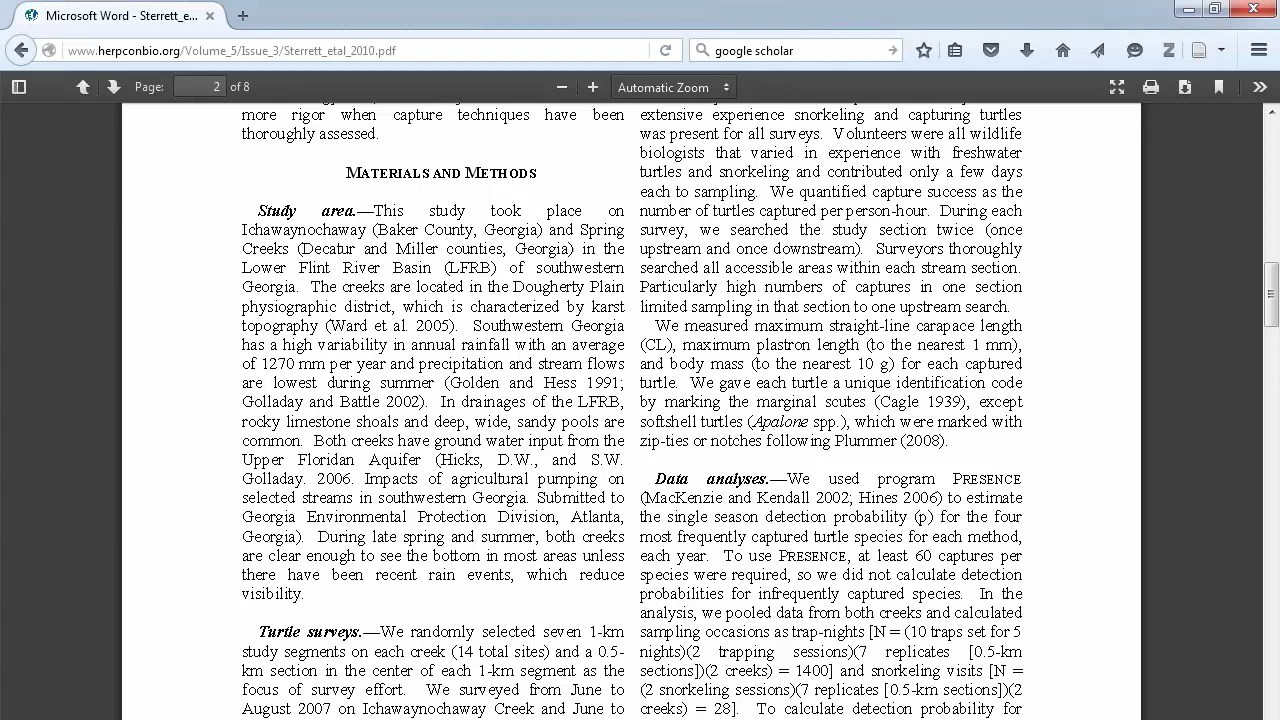 Microsoft Word - Sterrett_e...
www.herpconbio.org/Volume_5/Issue_3/Sterrett_etal_2010.pdf
google scholar
Page: 2 of 8
Automatic Zoom
more rigor when capture techniques have been
thoroughly assessed.
MATERIALS AND METHODS
Study area.—This study took place on
Ichawaynochaway (Baker County, Georgia) and Spring
Creeks (Decatur and Miller counties, Georgia) in the
Lower Flint River Basin (LFRB) of southwestern
Georgia. The creeks are located in the Dougherty Plain
physiographic district, which is characterized by karst
topography (Ward et al. 2005). Southwestern Georgia
has a high variability in annual rainfall with an average
of 1270 mm per year and precipitation and stream flows
are lowest during summer (Golden and Hess 1991;
Golladay and Battle 2002). In drainages of the LFRB,
rocky limestone shoals and deep, wide, sandy pools are
common. Both creeks have ground water input from the
Upper Floridan Aquifer (Hicks, D.W., and S.W.
Golladay. 2006. Impacts of agricultural pumping on
selected streams in southwestern Georgia. Submitted to
Georgia Environmental Protection Division, Atlanta,
Georgia). During late spring and summer, both creeks
are clear enough to see the bottom in most areas unless
there have been recent rain events, which reduce
visibility.
Turtle surveys.—We randomly selected seven 1-km
study segments on each creek (14 total sites) and a 0.5-
km section in the center of each 1-km segment as the
focus of survey effort. We surveyed from June to
August 2007 on Ichawaynochaway Creek and June to
extensive experience snorkeling and capturing turtles
was present for all surveys. Volunteers were all wildlife
biologists that varied in experience with freshwater
turtles and snorkeling and contributed only a few days
each to sampling. We quantified capture success as the
number of turtles captured per person-hour. During each
survey, we searched the study section twice (once
upstream and once downstream). Surveyors thoroughly
searched all accessible areas within each stream section.
Particularly high numbers of captures in one section
limited sampling in that section to one upstream search.
We measured maximum straight-line carapace length
(CL), maximum plastron length (to the nearest 1 mm),
and body mass (to the nearest 10 g) for each captured
turtle. We gave each turtle a unique identification code
by marking the marginal scutes (Cagle 1939), except
softshell turtles (Apalone spp.), which were marked with
zip-ties or notches following Plummer (2008).
Data analyses.—We used program PRESENCE
(MacKenzie and Kendall 2002; Hines 2006) to estimate
the single season detection probability (p) for the four
most frequently captured turtle species for each method,
each year. To use PRESENCE, at least 60 captures per
species were required, so we did not calculate detection
probabilities for infrequently captured species. In the
analysis, we pooled data from both creeks and calculated
sampling occasions as trap-nights [N = (10 traps set for 5
nights)(2 trapping sessions)(7 replicates [0.5-km
sections])(2 creeks) = 1400] and snorkeling visits [N =
(2 snorkeling sessions)(7 replicates [0.5-km sections])(2
creeks) = 28]. To calculate detection probability for